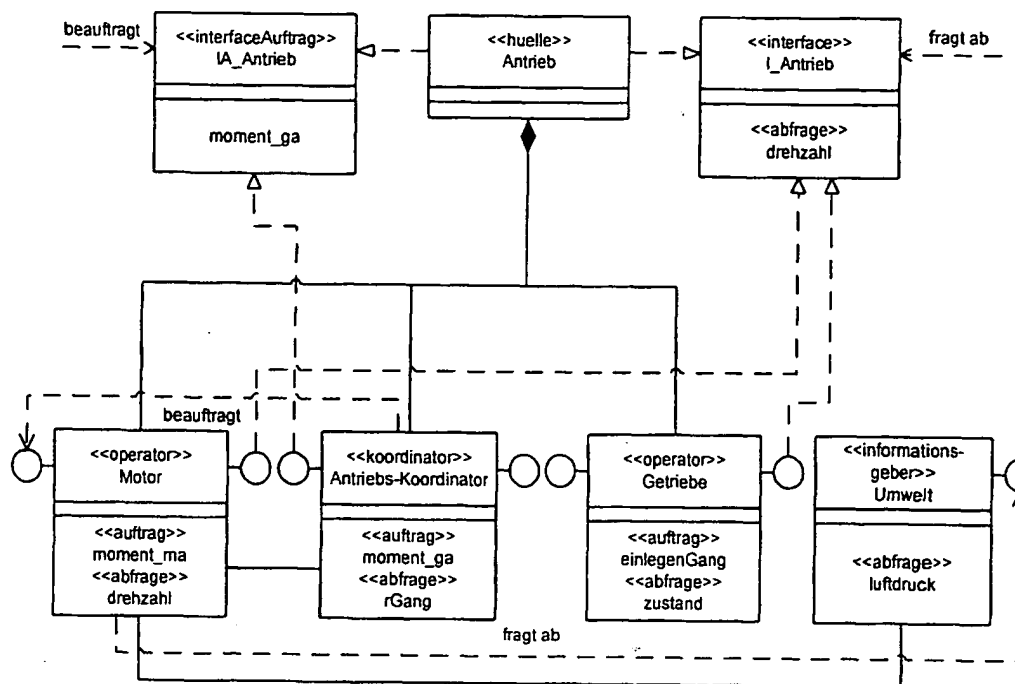 beauftragt
<<interfaceAuftrag>>
IA_Antrieb
moment_ga
<<huelle>>
Antrieb
<<interface>>
I_Antrieb
<<abfrage>>
drehzahl
fragt ab
beauftragt
<<operator>>
Motor
<<auftrag>>
moment_ma
<<abfrage>>
drehzahl
<<koordinator>>
Antriebs-Koordinator
<<auftrag>>
moment_ga
<<abfrage>>
rGang
<<operator>>
Getriebe
<<auftrag>>
einlegenGang
<<abfrage>>
zustand
<<informations-
geber>>
Umwelt
<<abfrage>>
luftdruck
fragt ab